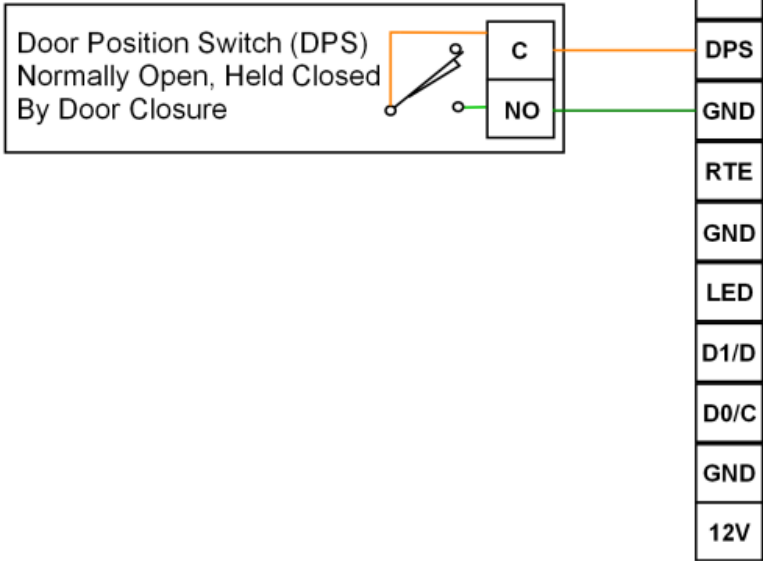 Door Position Switch (DPS)
Normally Open, Held Closed
By Door Closure
C
NO
DPS
GND
RTE
GND
LED
D1/D
D0/C
GND
12V